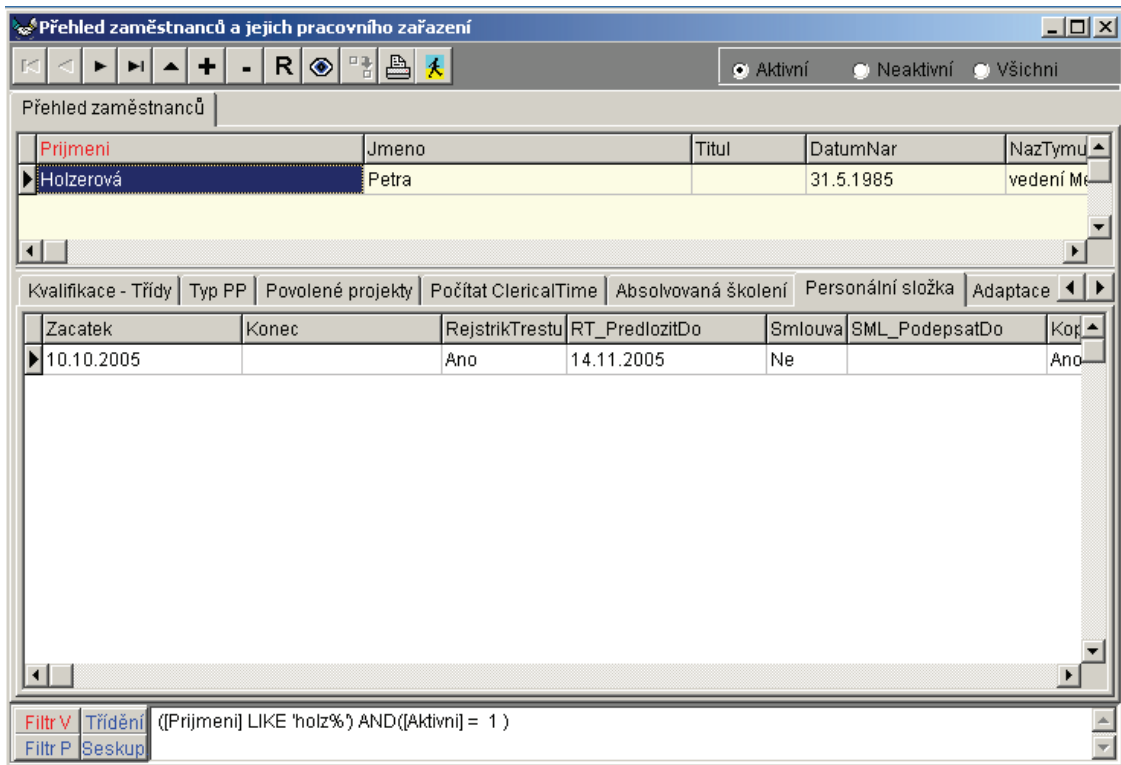 Přehled zaměstnanců a jejich pracovního zařazení
R Aktivní Neaktivní Všichni
Přehled zaměstnanců
Prijmeni Jmeno Titul DatumNar NazTymu
Holzerová Petra 31.5.1985 vedení Me
Kvalifikace - Třídy Typ PP Povolené projekty Počítat ClericalTime Absolvovaná školení Personální složka Adaptace
Zacatek Konec RejstrikTrestu RT_PredlozitDo Smlouva SML_PodepsatDo Kop
10.10.2005 Ano 14.11.2005 Ne Ano
Filtr V Třídění ([Prijmeni] LIKE 'holz%') AND([Aktivni] = 1 )
Filtr P Seskup